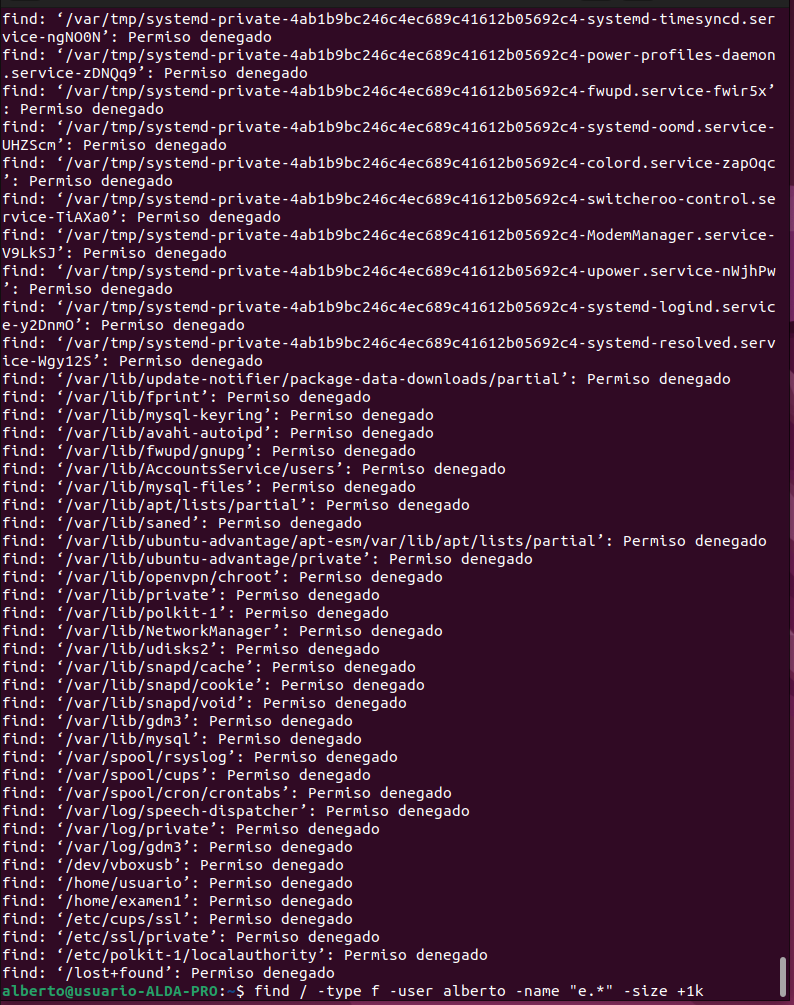 find: ‘/var/tmp/systemd-private-4ab1b9bc246c4ec689c41612b05692c4-systemd-timesyncd.ser
vice-ngNO0N’: Permiso denegado
find: ‘/var/tmp/systemd-private-4ab1b9bc246c4ec689c41612b05692c4-power-profiles-daemon
.service-zDNQq9’: Permiso denegado
find: ‘/var/tmp/systemd-private-4ab1b9bc246c4ec689c41612b05692c4-fwupd.service-fwir5x’
: Permiso denegado
find: ‘/var/tmp/systemd-private-4ab1b9bc246c4ec689c41612b05692c4-systemd-oomd.service-
UHZScm’: Permiso denegado
find: ‘/var/tmp/systemd-private-4ab1b9bc246c4ec689c41612b05692c4-colord.service-zapOqc
’: Permiso denegado
find: ‘/var/tmp/systemd-private-4ab1b9bc246c4ec689c41612b05692c4-switcheroo-control.se
rvice-TiAXa0’: Permiso denegado
find: ‘/var/tmp/systemd-private-4ab1b9bc246c4ec689c41612b05692c4-ModemManager.service-
V9LkSJ’: Permiso denegado
find: ‘/var/tmp/systemd-private-4ab1b9bc246c4ec689c41612b05692c4-upower.service-nWjhPw
’: Permiso denegado
find: ‘/var/tmp/systemd-private-4ab1b9bc246c4ec689c41612b05692c4-systemd-logind.servic
e-y2DnmO’: Permiso denegado
find: ‘/var/tmp/systemd-private-4ab1b9bc246c4ec689c41612b05692c4-systemd-resolved.serv
ice-Wgy12S’: Permiso denegado
find: ‘/var/lib/update-notifier/package-data-downloads/partial’: Permiso denegado
find: ‘/var/lib/fprint’: Permiso denegado
find: ‘/var/lib/mysql-keyring’: Permiso denegado
find: ‘/var/lib/avahi-autoipd’: Permiso denegado
find: ‘/var/lib/fwupd/gnupg’: Permiso denegado
find: ‘/var/lib/AccountsService/users’: Permiso denegado
find: ‘/var/lib/mysql-files’: Permiso denegado
find: ‘/var/lib/apt/lists/partial’: Permiso denegado
find: ‘/var/lib/saned’: Permiso denegado
find: ‘/var/lib/ubuntu-advantage/apt-esm/var/lib/apt/lists/partial’: Permiso denegado
find: ‘/var/lib/ubuntu-advantage/private’: Permiso denegado
find: ‘/var/lib/openvpn/chroot’: Permiso denegado
find: ‘/var/lib/private’: Permiso denegado
find: ‘/var/lib/polkit-1’: Permiso denegado
find: ‘/var/lib/NetworkManager’: Permiso denegado
find: ‘/var/lib/udisks2’: Permiso denegado
find: ‘/var/lib/snapd/cache’: Permiso denegado
find: ‘/var/lib/snapd/cookie’: Permiso denegado
find: ‘/var/lib/snapd/void’: Permiso denegado
find: ‘/var/lib/gdm3’: Permiso denegado
find: ‘/var/lib/mysql’: Permiso denegado
find: ‘/var/spool/rsyslog’: Permiso denegado
find: ‘/var/spool/cups’: Permiso denegado
find: ‘/var/spool/cron/crontabs’: Permiso denegado
find: ‘/var/log/speech-dispatcher’: Permiso denegado
find: ‘/var/log/private’: Permiso denegado
find: ‘/var/log/gdm3’: Permiso denegado
find: ‘/dev/vboxusb’: Permiso denegado
find: ‘/home/usuario’: Permiso denegado
find: ‘/home/examen1’: Permiso denegado
find: ‘/etc/cups/ssl’: Permiso denegado
find: ‘/etc/ssl/private’: Permiso denegado
find: ‘/etc/polkit-1/localauthority’: Permiso denegado
find: ‘/lost+found’: Permiso denegado
alberto@usuario-ALDA-PRO:~$ find / -type f -user alberto -name "e.*" -size +1k